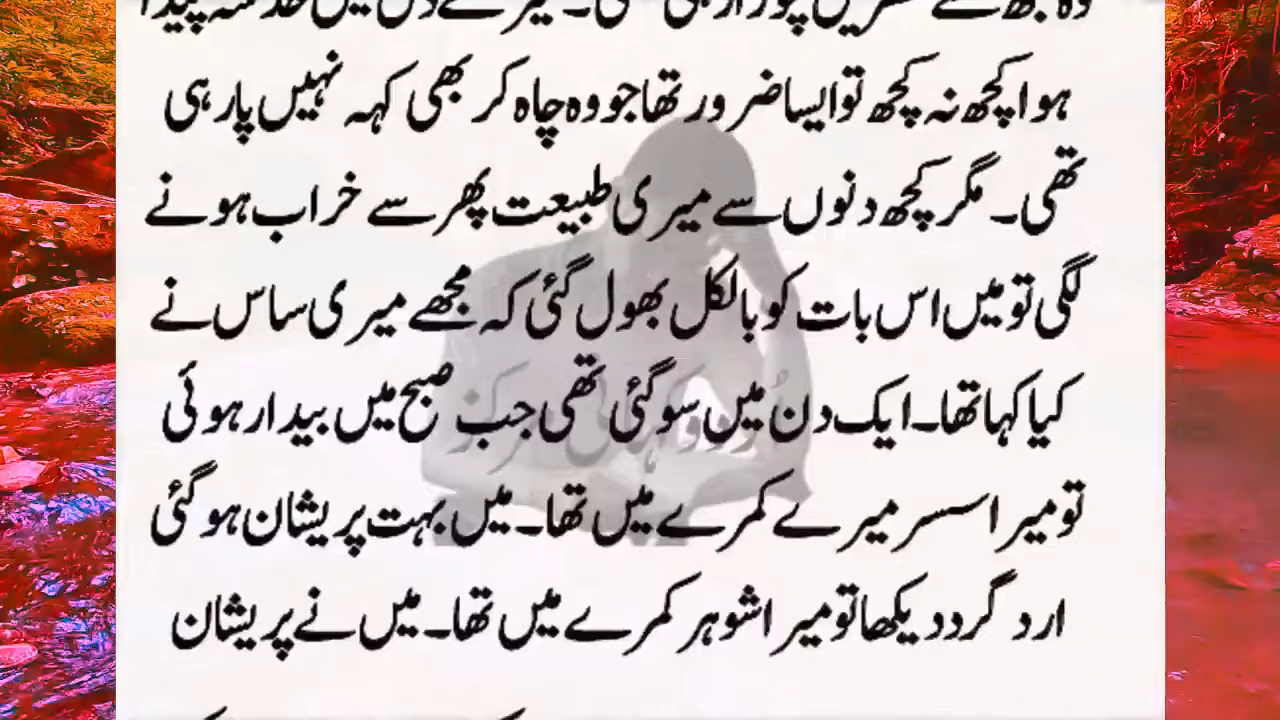 ہوا کچھ نہ کچھ تو ایسا ضرور تھا جو وہ چاہ کر بھی کہہ نہیں پا رہی
تھی۔ مگر کچھ دنوں سے میری طبیعت پھر سے خراب ہونے
لگی تو میں اس بات کو بالکل بھول گئی کہ مجھے میری ساس نے
کیا کہا تھا۔ ایک دن میں سو گئی تھی جب صبح میں بیدار ہوئی
تو میرا سسر میرے کمرے میں تھا۔ میں بہت پریشان ہو گئی
ارد گرد دیکھا تو میرا شوہر کمرے میں تھا۔ میں نے پریشان